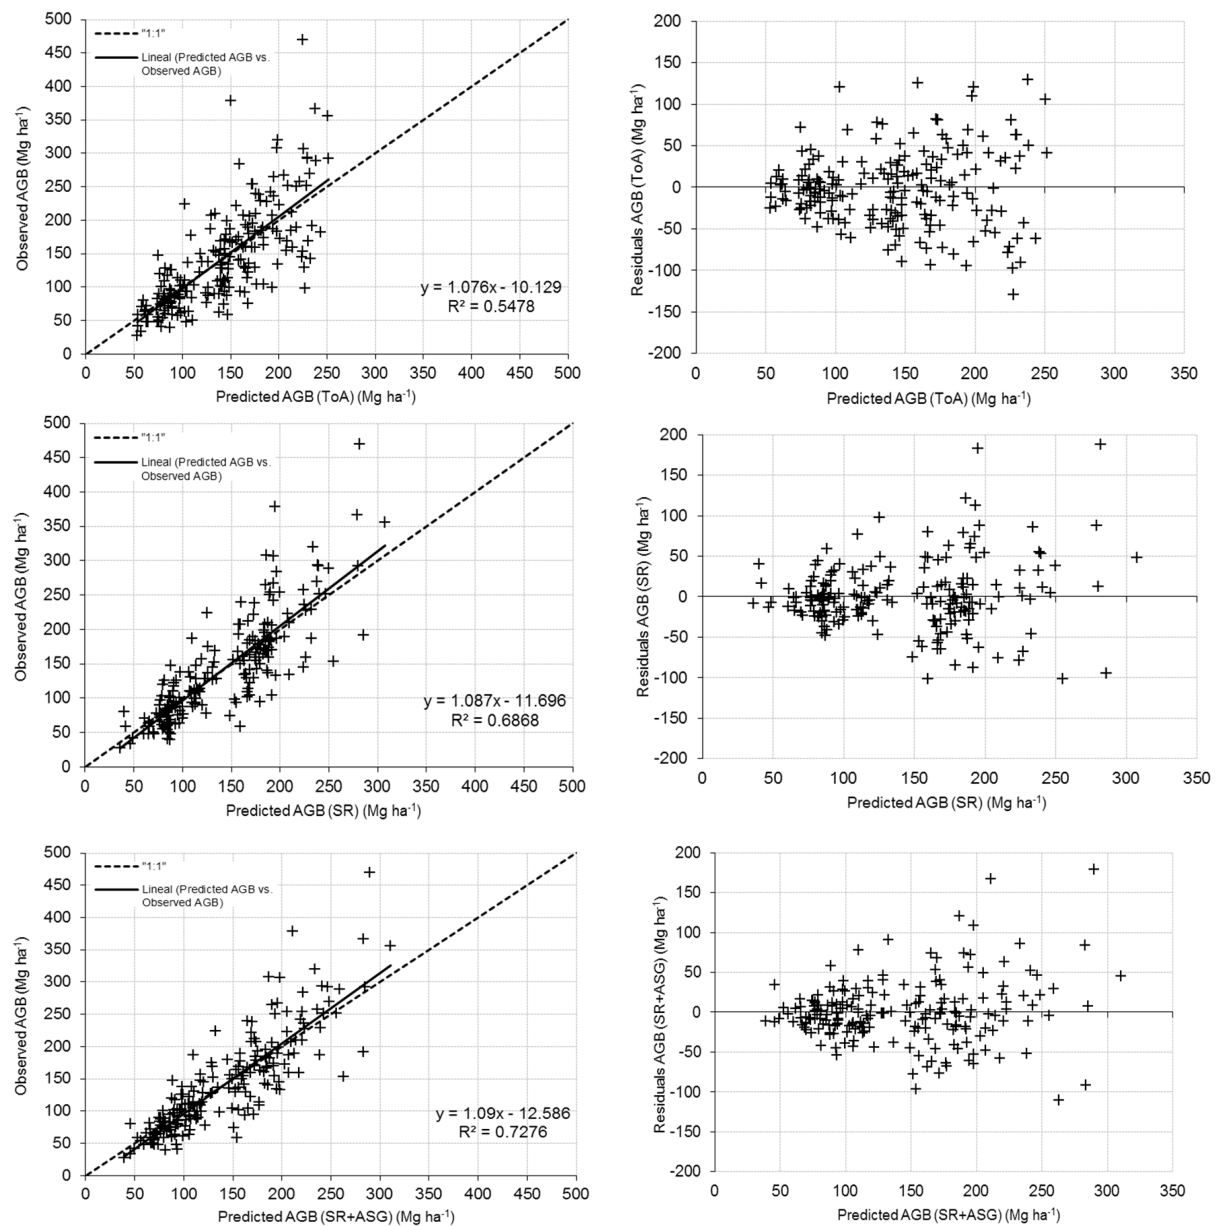 500
450
400
350
300
250
200
150
100
50
0
0 50 100 150 200 250 300 350 400 450 500
Observed AGB (Mg ha⁻¹)
Predicted AGB (ToA) (Mg ha⁻¹)
"1:1"
Lineal (Predicted AGB vs.
Observed AGB)
y = 1.076x - 10.129
R² = 0.5478
200
150
100
50
0
-50
-100
-150
-200
0 50 100 150 200 250 300 350
Residuals AGB (ToA) (Mg ha⁻¹)
Predicted AGB (ToA) (Mg ha⁻¹)
500
450
400
350
300
250
200
150
100
50
0
0 50 100 150 200 250 300 350 400 450 500
Observed AGB (Mg ha⁻¹)
Predicted AGB (SR) (Mg ha⁻¹)
"1:1"
Lineal (Predicted AGB vs.
Observed AGB)
y = 1.087x - 11.696
R² = 0.6868
200
150
100
50
0
-50
-100
-150
-200
0 50 100 150 200 250 300 350
Residuals AGB (SR) (Mg ha⁻¹)
Predicted AGB (SR) (Mg ha⁻¹)
500
450
400
350
300
250
200
150
100
50
0
0 50 100 150 200 250 300 350 400 450 500
Observed AGB (Mg ha⁻¹)
Predicted AGB (SR+ASG) (Mg ha⁻¹)
"1:1"
Lineal (Predicted AGB vs.
Observed AGB)
y = 1.09x - 12.586
R² = 0.7276
200
150
100
50
0
-50
-100
-150
-200
0 50 100 150 200 250 300 350
Residuals AGB (SR+ASG) (Mg ha⁻¹)
Predicted AGB (SR+ASG) (Mg ha⁻¹)